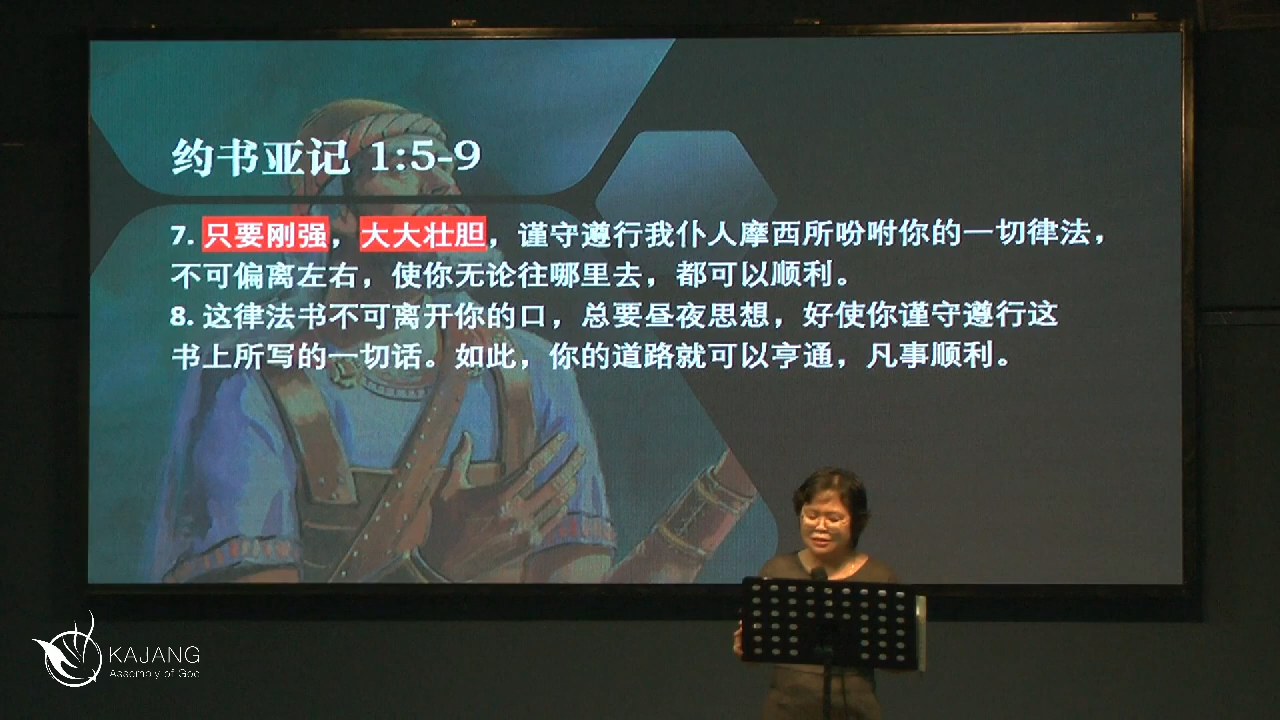 约书亚记 1:5-9
7. 只要刚强，大大壮胆，谨守遵行我仆人摩西所吩咐你的一切律法，
不可偏离左右，使你无论往哪里去，都可以顺利。
8. 这律法书不可离开你的口，总要昼夜思想，好使你谨守遵行这
书上所写的一切话。如此，你的道路就可以亨通，凡事顺利。
KAJANG
Assembly of God